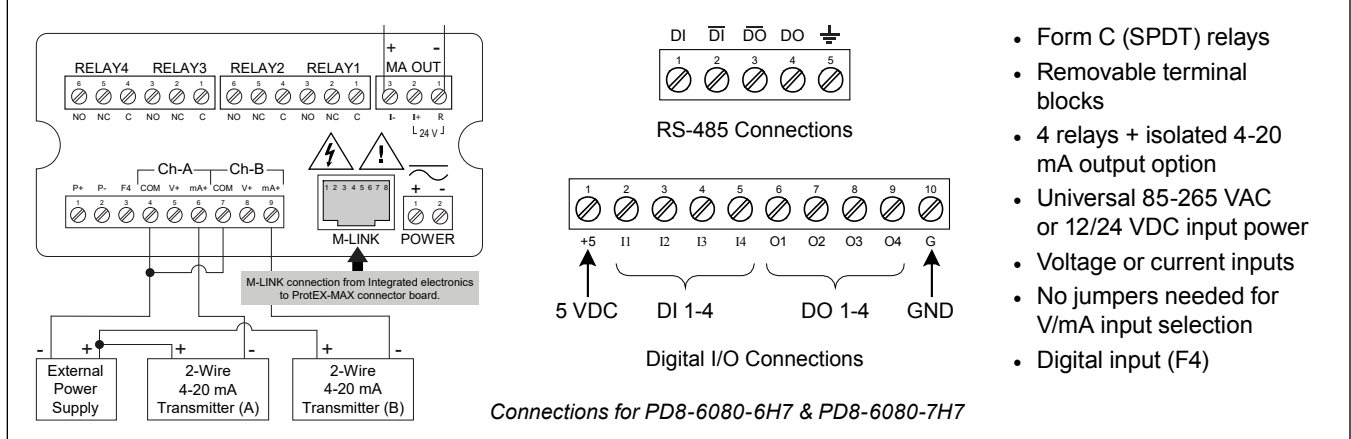 + -
RELAY4 RELAY3 RELAY2 RELAY1 MA OUT
6 5 4 3 2 1 6 5 4 3 2 1 3 2 1
NO NC C NO NC C NO NC C NO NC C I- I+ R
24 V
Ch-A Ch-B
P+ P- F4 COM V+ mA+ COM V+ mA+
1 2 3 4 5 6 7 8 9
1 2 3 4 5 6 7 8
+ -
1 2
M-LINK POWER
M-LINK connection from Integrated electronics
to ProtEX-MAX connector board.
- + + - + -
External
Power
Supply
2-Wire
4-20 mA
Transmitter (A)
2-Wire
4-20 mA
Transmitter (B)
DI DI DO DO
1 2 3 4 5
RS-485 Connections
1 2 3 4 5 6 7 8 9 10
+5 I1 I2 I3 I4 O1 O2 O3 O4 G
5 VDC DI 1-4 DO 1-4 GND
Digital I/O Connections
Connections for PD8-6080-6H7 & PD8-6080-7H7
• Form C (SPDT) relays
• Removable terminal
blocks
• 4 relays + isolated 4-20
mA output option
• Universal 85-265 VAC
or 12/24 VDC input power
• Voltage or current inputs
• No jumpers needed for
V/mA input selection
• Digital input (F4)